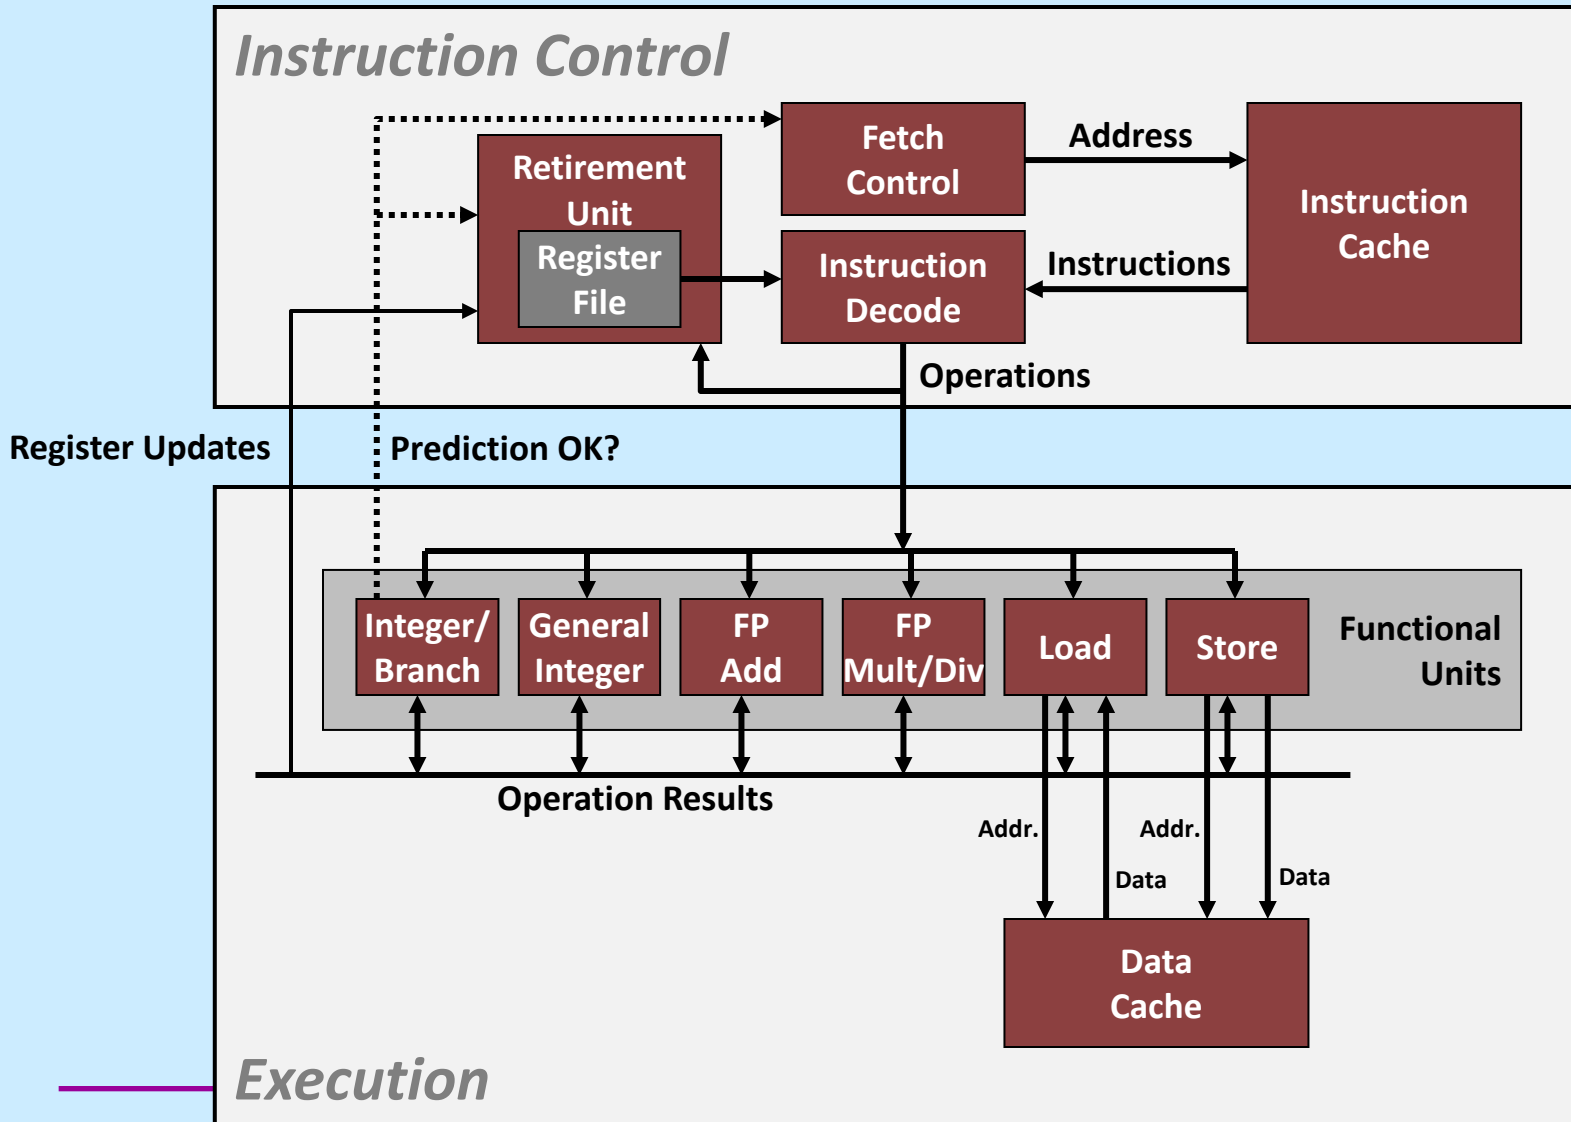 Instruction Control
Fetch
Control
Address
Instruction
Cache
Retirement
Unit
Register
File
Instruction
Decode
Instructions
Operations
Register Updates
Prediction OK?
Integer/
Branch
General
Integer
FP
Add
FP
Mult/Div
Load
Store
Functional
Units
Operation Results
Addr.
Addr.
Data
Data
Data
Cache
Execution